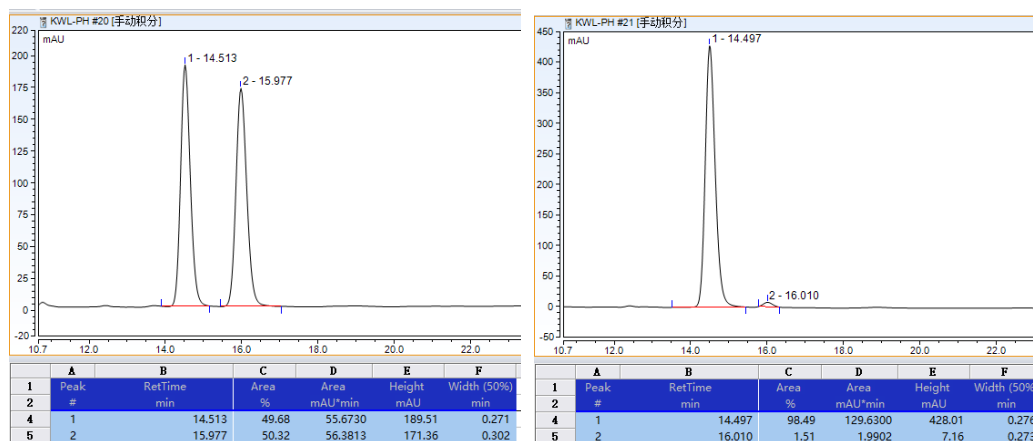 KWL-PH #20 [手动积分]
mAU
220
200
175
150
125
100
75
50
25
0
-20
1 - 14.513
2 - 15.977
10.7 12.0 14.0 16.0 18.0 20.0 22.0
A B C D E F
1 Peak RetTime Area Area Height Width (50%)
2 # min % mAU*min mAU min
4 1 14.513 49.68 55.6730 189.51 0.271
5 2 15.977 50.32 56.3813 171.36 0.302
KWL-PH #21 [手动积分]
mAU
450
400
350
300
250
200
150
100
50
0
-50
1 - 14.497
2 - 16.010
10.7 12.0 14.0 16.0 18.0 20.0 22.0
A B C D E F
1 Peak RetTime Area Area Height Width (50%
2 # min % mAU*min mAU min
4 1 14.497 98.49 129.6300 428.01 0.276
5 2 16.010 1.51 1.9902 7.16 0.273